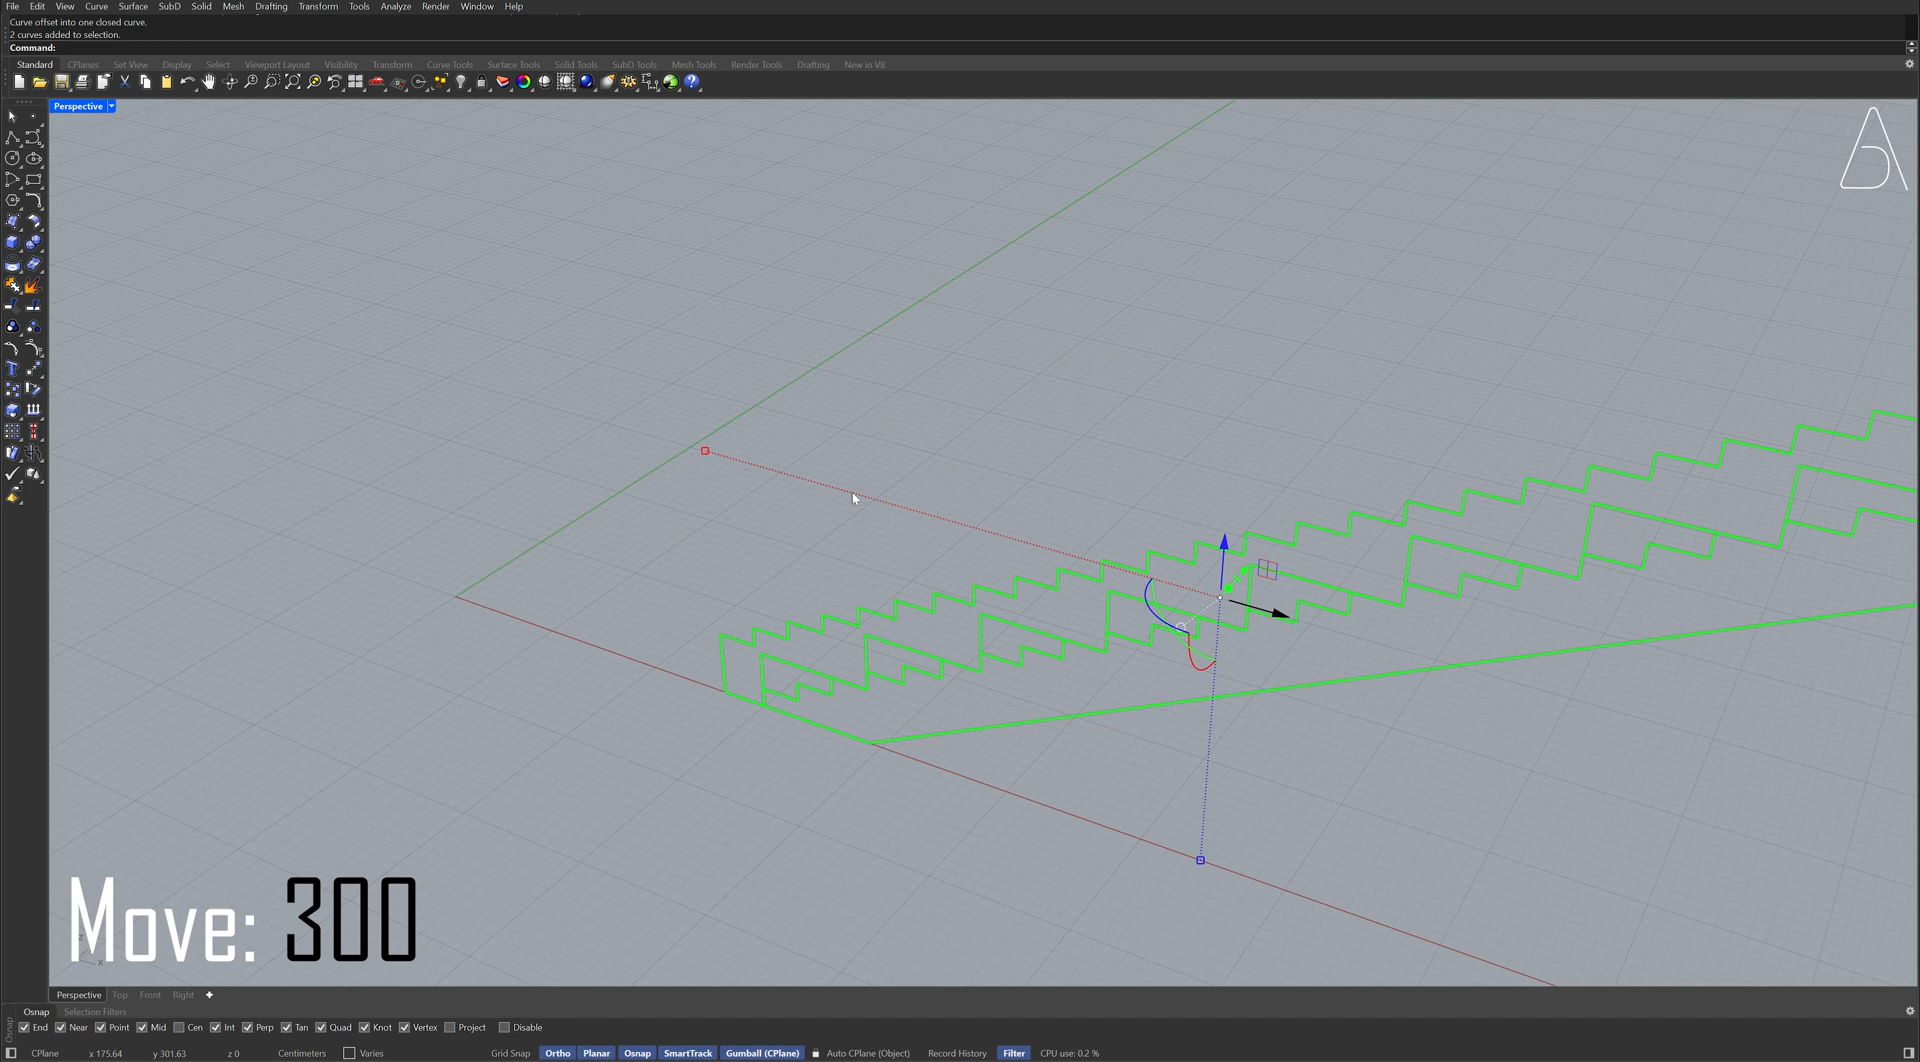 File Edit View Curve Surface SubD Solid Mesh Drafting Transform Tools Analyze Render Window Help
Curve offset into one closed curve.
2 curves added to selection.
Command:
Standard CPlanes Set View Display Select Viewport Layout Visibility Transform Curve Tools Surface Tools Solid Tools SubD Tools Mesh Tools Render Tools Drafting New in V8
Perspective
Move: 300
z
x
Perspective Top Front Right
Osnap Selection Filters
Osnap
End Near Point Mid Cen Int Perp Tan Quad Knot Vertex Project Disable
CPlane x 175.64 y 301.63 z 0 Centimeters Varies Grid Snap Ortho Planar Osnap SmartTrack Gumball (CPlane) Auto CPlane (Object) Record History Filter CPU use: 0.2 %